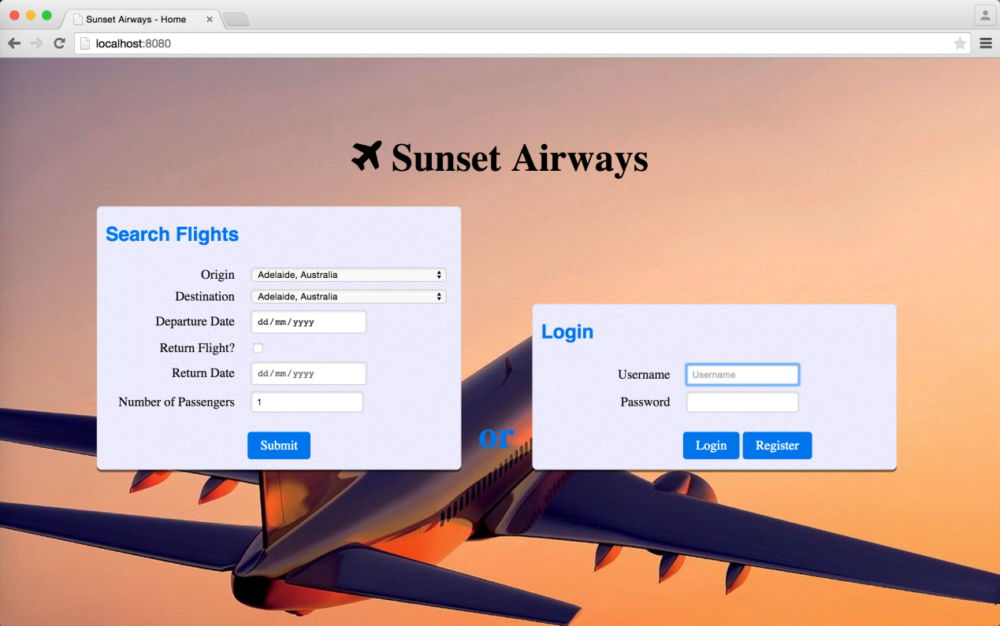 Sunset Airways - Home
localhost:8080
Sunset Airways
Search Flights
Origin Adelaide, Australia
Destination Adelaide, Australia
Departure Date dd/mm/yyyy
Return Flight?
Return Date dd/mm/yyyy
Number of Passengers 1
Submit
or
Login
Username Username
Password
Login Register